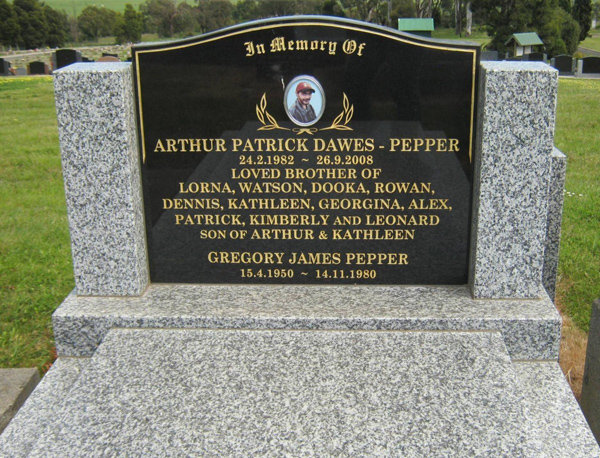 In Memory Of
ARTHUR PATRICK DAWES - PEPPER
24.2.1982 ~ 26.9.2008
LOVED BROTHER OF
LORNA, WATSON, DOOKA, ROWAN,
DENNIS, KATHLEEN, GEORGINA, ALEX,
PATRICK, KIMBERLY AND LEONARD
SON OF ARTHUR & KATHLEEN
GREGORY JAMES PEPPER
15.4.1950 ~ 14.11.1980